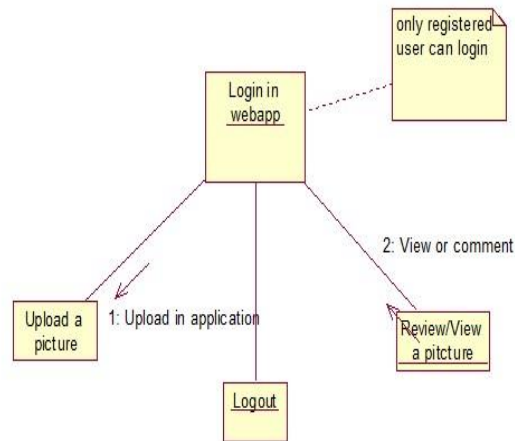 only registered
user can login
Login in
webapp
2: View or comment
Upload a
picture
1: Upload in application
Review/View
a pitcture
Logout